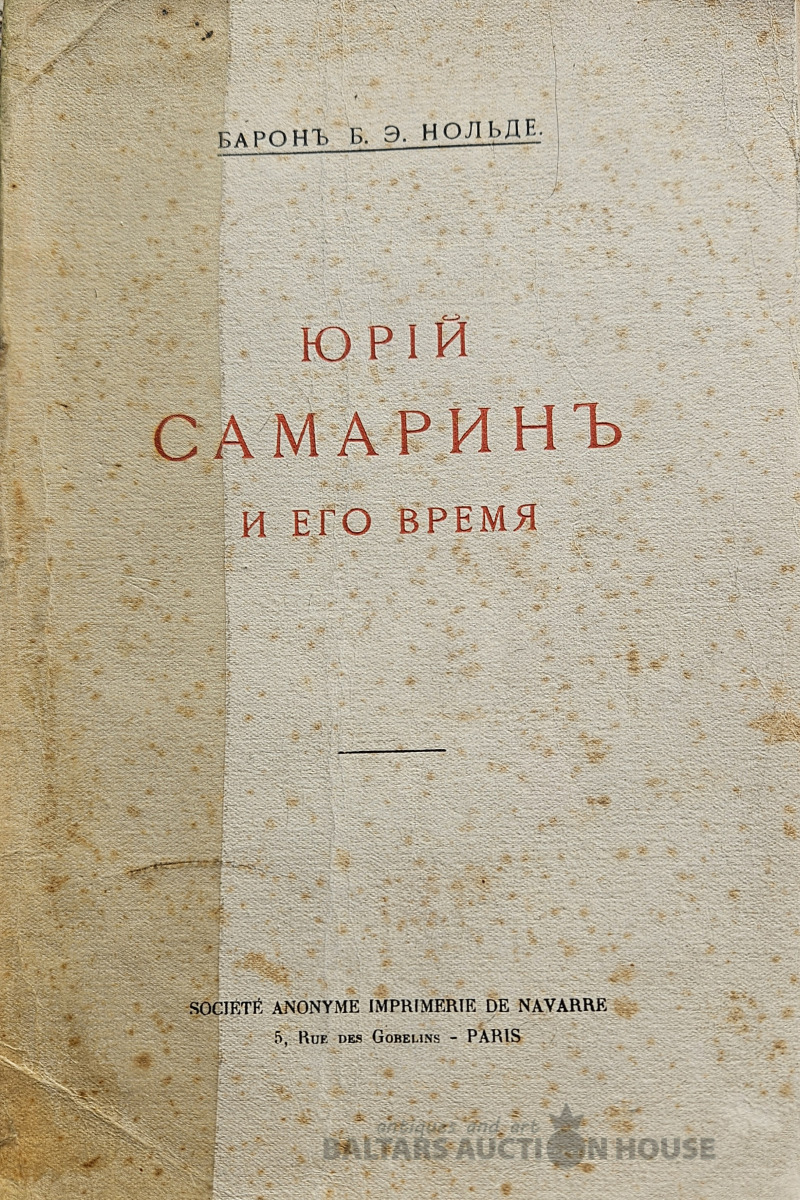 БАРОНЪ Б. Э. НОЛЬДЕ.
ЮРІЙ
САМАРИНЪ
И ЕГО ВРЕМЯ
SOCIÉTÉ ANONYME IMPRIMERIE DE NAVARRE
5, RUE DES GOBELINS - PARIS
antiques and art
BALTARS AUCTION HOUSE